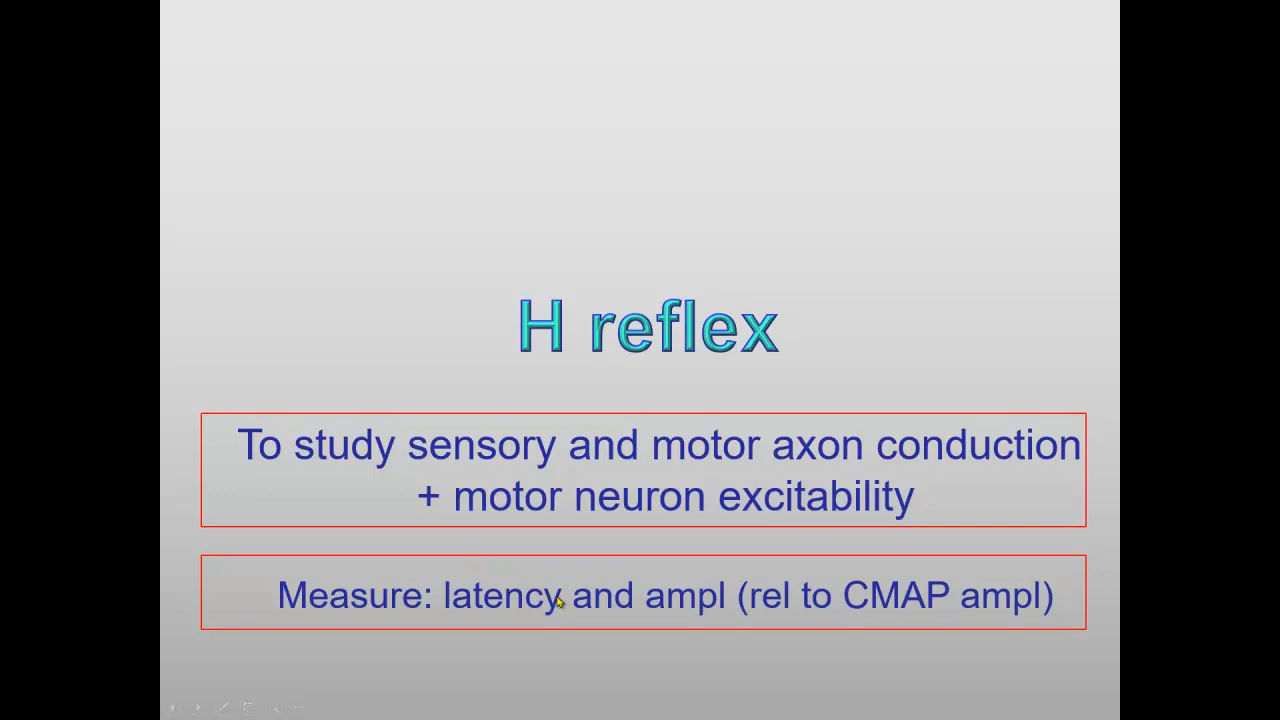 H reflex
To study sensory and motor axon conduction
+ motor neuron excitability
Measure: latency and ampl (rel to CMAP ampl)